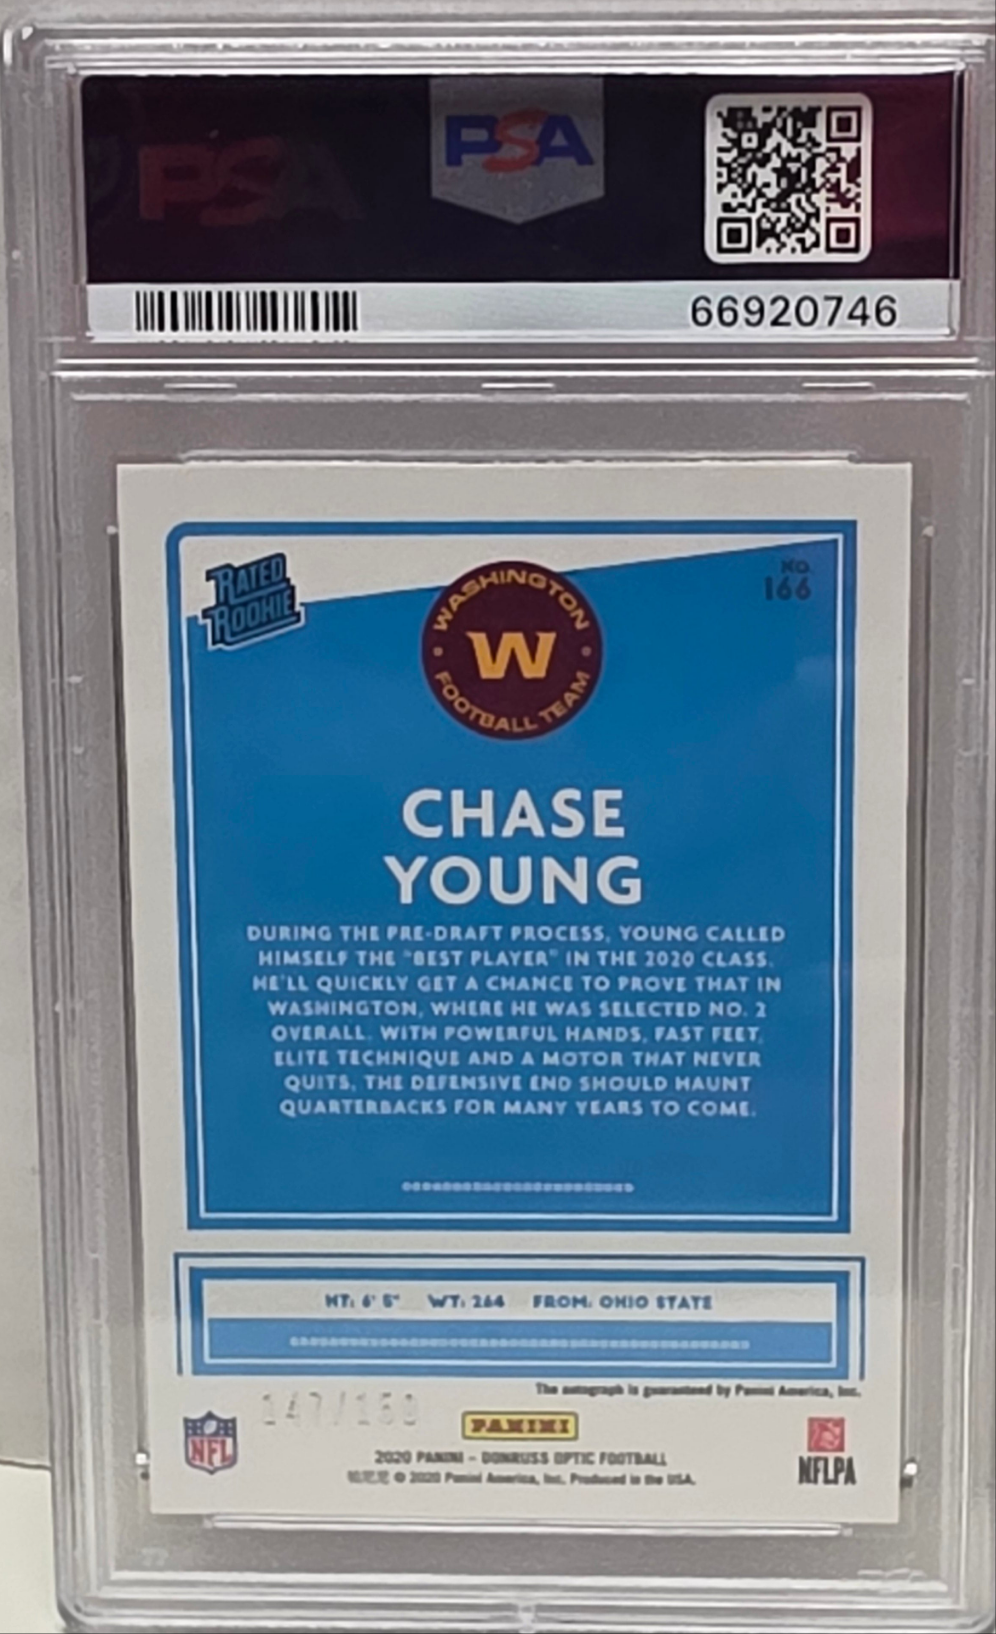 PSA
PSA
66920746
RATED
ROOKIE
WASHINGTON
W
FOOTBALL TEAM
NO.
166
CHASE
YOUNG
DURING THE PRE-DRAFT PROCESS, YOUNG CALLED
HIMSELF THE "BEST PLAYER" IN THE 2020 CLASS.
HE'LL QUICKLY GET A CHANCE TO PROVE THAT IN
WASHINGTON, WHERE HE WAS SELECTED NO. 2
OVERALL. WITH POWERFUL HANDS, FAST FEET,
ELITE TECHNIQUE AND A MOTOR THAT NEVER
QUITS, THE DEFENSIVE END SHOULD HAUNT
QUARTERBACKS FOR MANY YEARS TO COME.
HT: 6' 5" WT: 264 FROM: OHIO STATE
The autograph is guaranteed by Panini America, Inc.
147/150
NFL
PANINI
2020 PANINI - DONRUSS OPTIC FOOTBALL
© 2020 Panini America, Inc. Produced in the USA.
NFLPA